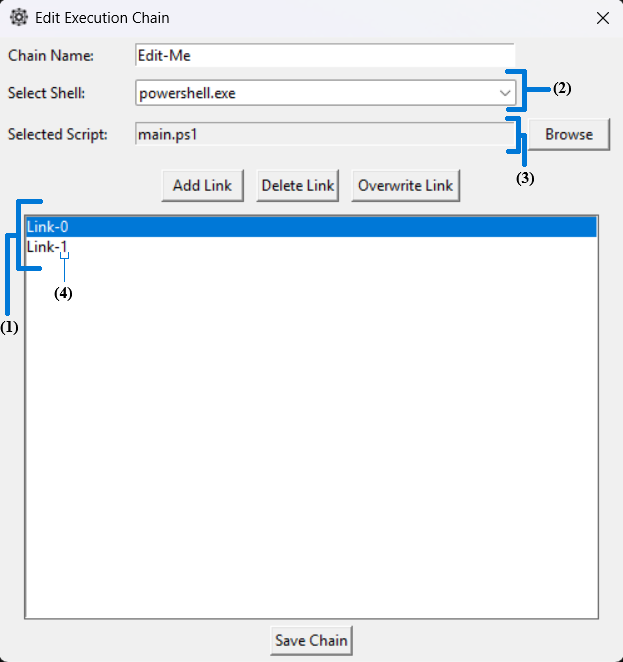 Edit Execution Chain
Chain Name: Edit-Me
Select Shell: powershell.exe (2)
Selected Script: main.ps1 Browse
(3)
Add Link Delete Link Overwrite Link
Link-0
Link-1
(4)
(1)
Save Chain